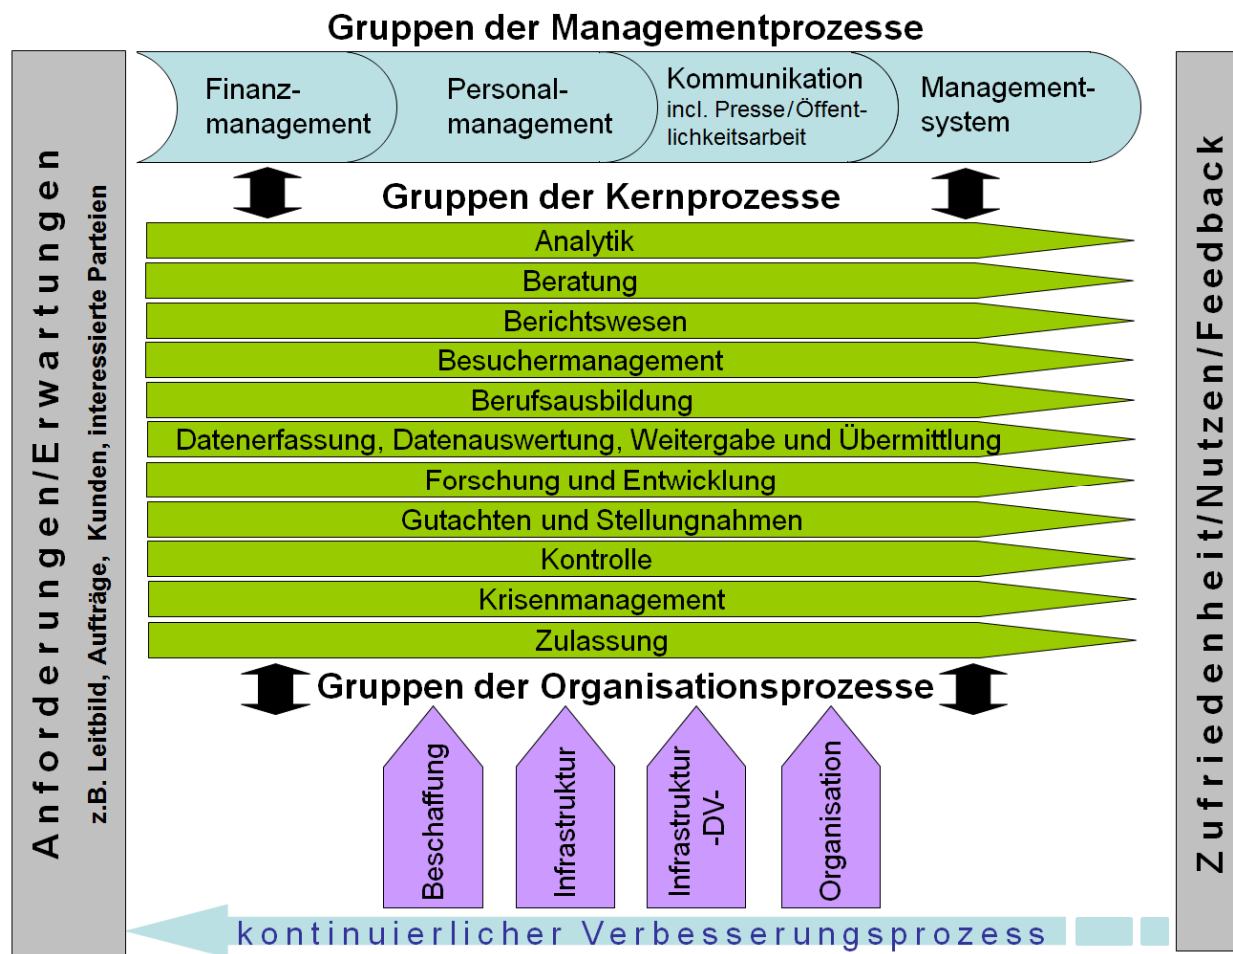 Gruppen der Managementprozesse
Finanz-
management
Personal-
management
Kommunikation
incl. Presse/Öffent-
lichkeitsarbeit
Management-
system
Anforderungen/Erwartungen
z.B. Leitbild, Aufträge, Kunden, interessierte Parteien
Gruppen der Kernprozesse
Analytik
Beratung
Berichtswesen
Besuchermanagement
Berufsausbildung
Datenerfassung, Datenauswertung, Weitergabe und Übermittlung
Forschung und Entwicklung
Gutachten und Stellungnahmen
Kontrolle
Krisenmanagement
Zulassung
Gruppen der Organisationsprozesse
Beschaffung
Infrastruktur
Infrastruktur
-DV-
Organisation
Zufriedenheit/Nutzen/Feedback
kontinuierlicher Verbesserungsprozess